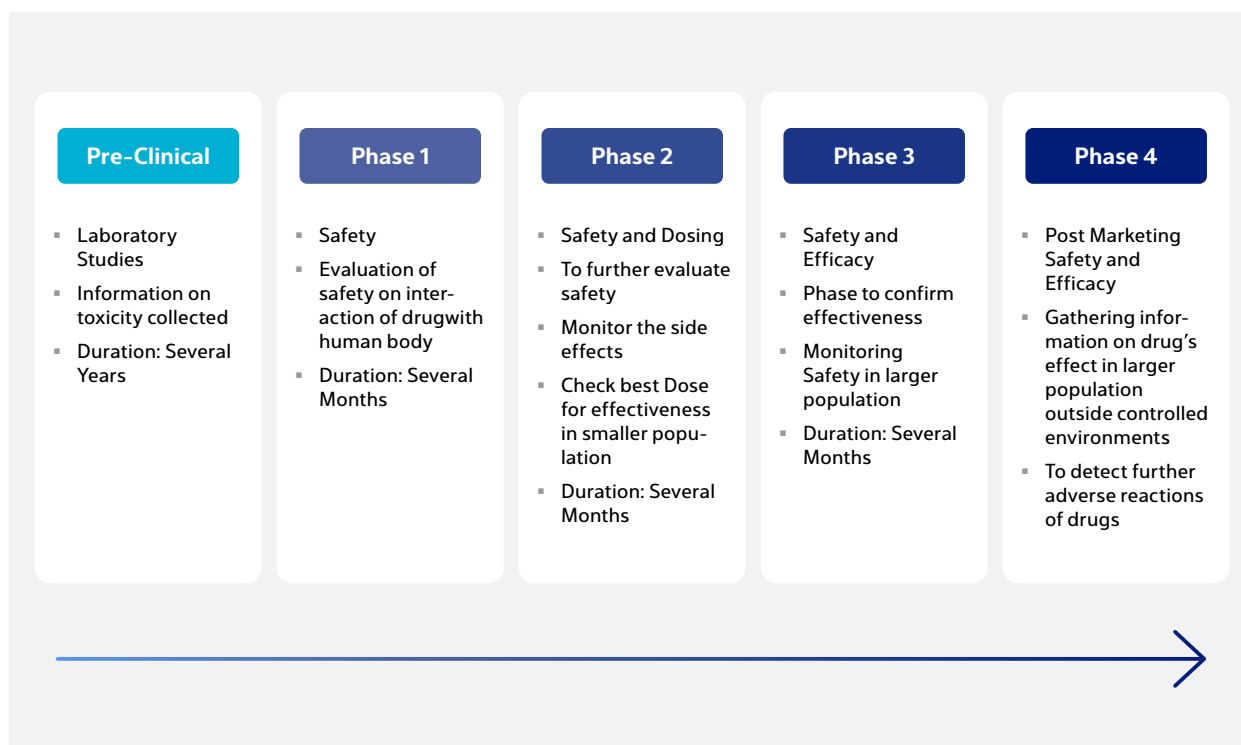 Pre-Clinical
Laboratory
Studies
Information on
toxicity collected
Duration: Several
Years
Phase 1
Safety
Evaluation of
safety on inter-
action of drugwith
human body
Duration: Several
Months
Phase 2
Safety and Dosing
To further evaluate
safety
Monitor the side
effects
Check best Dose
for effectiveness
in smaller popu-
lation
Duration: Several
Months
Phase 3
Safety and
Efficacy
Phase to confirm
effectiveness
Monitoring
Safety in larger
population
Duration: Several
Months
Phase 4
Post Marketing
Safety and
Efficacy
Gathering infor-
mation on drug’s
effect in larger
population
outside controlled
environments
To detect further
adverse reactions
of drugs